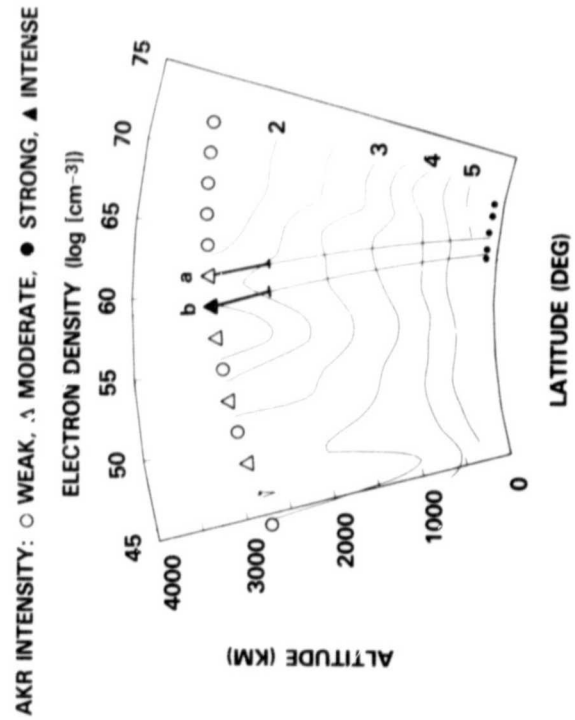 AKR INTENSITY: ○ WEAK, △ MODERATE, ● STRONG, ▲ INTENSE
ELECTRON DENSITY (log [cm-3])
45
50
55
60
65
70
75
b
a
2
3
4
5
4000
3000
2000
1000
0
ALTITUDE (KM)
LATITUDE (DEG)